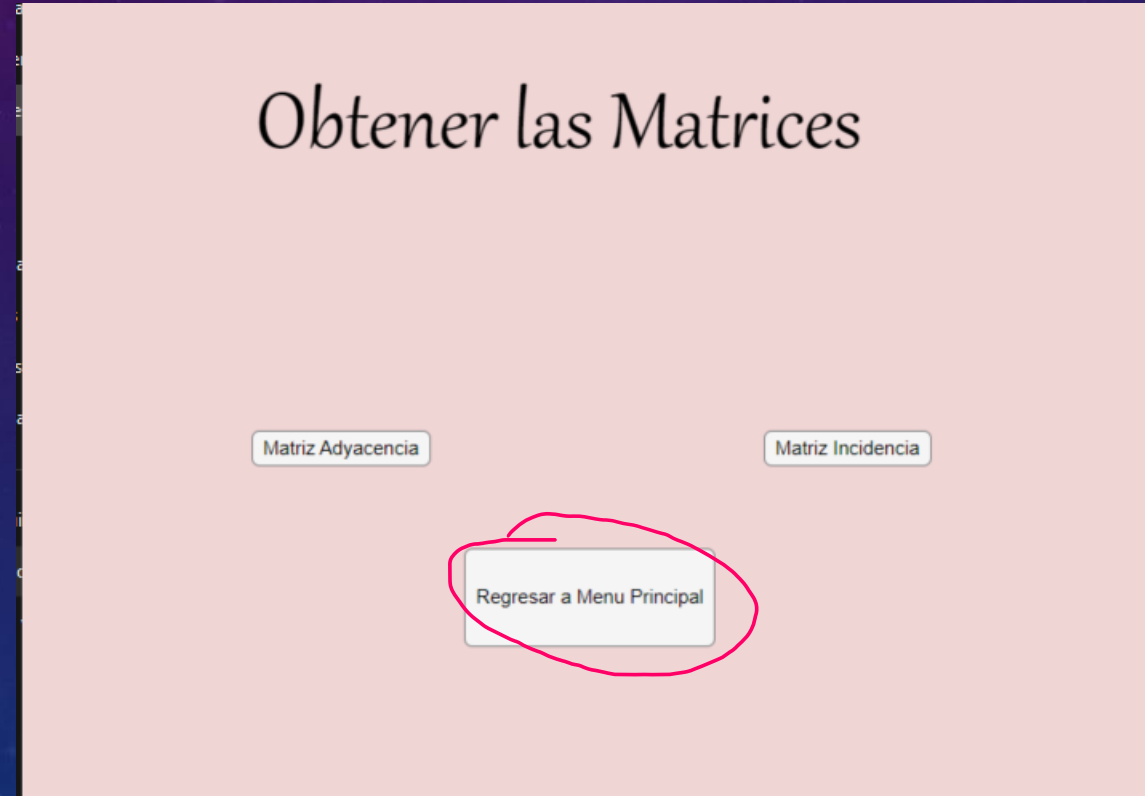 Obtener las Matrices
Matriz Adyacencia
Matriz Incidencia
Regresar a Menu Principal